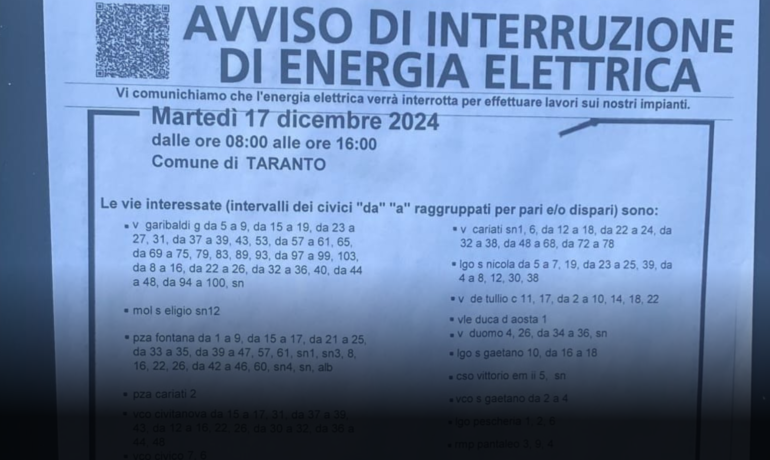 AVVISO DI INTERRUZIONE
DI ENERGIA ELETTRICA
Vi comunichiamo che l'energia elettrica verrà interrotta per effettuare lavori sui nostri impianti.
Martedì 17 dicembre 2024
dalle ore 08:00 alle ore 16:00
Comune di TARANTO
Le vie interessate (intervalli dei civici "da" "a" raggruppati per pari e/o dispari) sono:
• v garibaldi g da 5 a 9, da 15 a 19, da 23 a
27, 31, da 37 a 39, 43, 53, da 57 a 61, 65,
da 69 a 75, 79, 83, 89, 93, da 97 a 99, 103,
da 8 a 16, da 22 a 26, da 32 a 36, 40, da 44
a 48, da 94 a 100, sn
• mol s eligio sn12
• pza fontana da 1 a 9, da 15 a 17, da 21 a 25,
da 33 a 35, da 39 a 47, 57, 61, sn1, sn3, 8,
16, 22, 26, da 42 a 46, 60, sn4, sn, alb
• pza cariati 2
• vco civitanova da 15 a 17, 31, da 37 a
• v cariati sn1, 6, da 12 a 18, da 22 a 24, da
32 a 38, da 48 a 68, da 72 a 78
• lgo s nicola da 5 a 7, 19, da 23 a 25, 39, da
4 a 8, 12, 30, 38
• v de tullio c 11, 17, da 2 a 10, 14, 18, 22
• vle duca d aosta 1
• v duomo 4, 26, da 34 a 36, sn
• lgo s gaetano 10, da 16 a 18
• cso vittorio em ii 5, sn
• vco s gaetano da 2 a 4